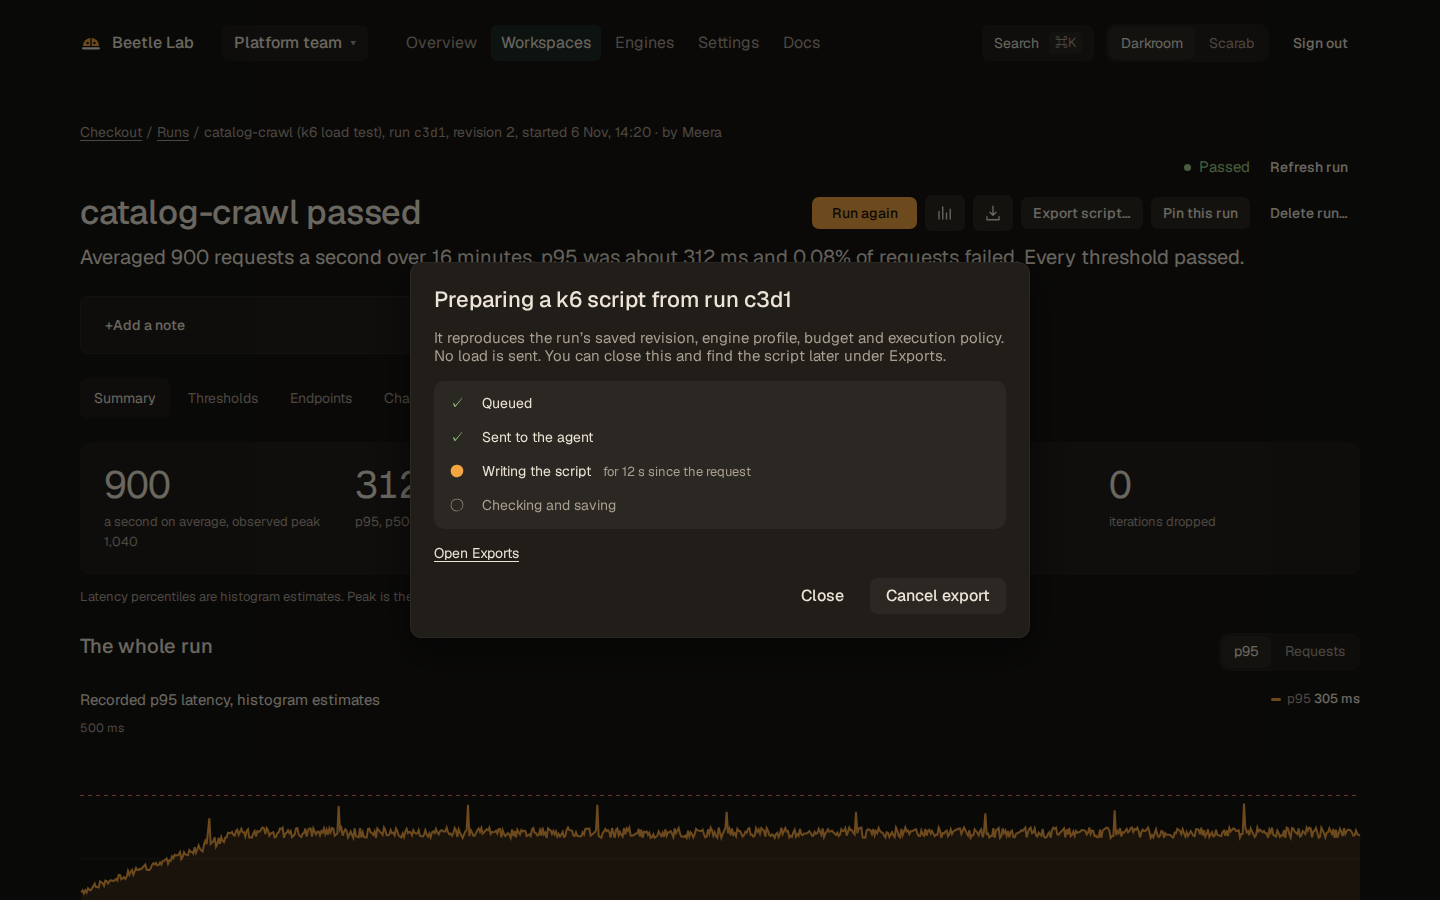 Beetle Lab
Platform team
Overview
Workspaces
Engines
Settings
Docs
Search ⌘K
Darkroom
Scarab
Sign out
Checkout / Runs / catalog-crawl (k6 load test), run c3d1, revision 2, started 6 Nov, 14:20 · by Meera
Passed
Refresh run
catalog-crawl passed
Run again
Export script...
Pin this run
Delete run...
Averaged 900 requests a second over 16 minutes. p95 was about 312 ms and 0.08% of requests failed. Every threshold passed.
+Add a note
Summary
Thresholds
Endpoints
Cha
900
a second on average, observed peak
1,040
312
p95, p50
0
iterations dropped
Latency percentiles are histogram estimates. Peak is the
Preparing a k6 script from run c3d1
It reproduces the run’s saved revision, engine profile, budget and execution policy.
No load is sent. You can close this and find the script later under Exports.
✓ Queued
✓ Sent to the agent
Writing the script for 12 s since the request
Checking and saving
Open Exports
Close
Cancel export
The whole run
p95
Requests
Recorded p95 latency, histogram estimates
p95 305 ms
500 ms